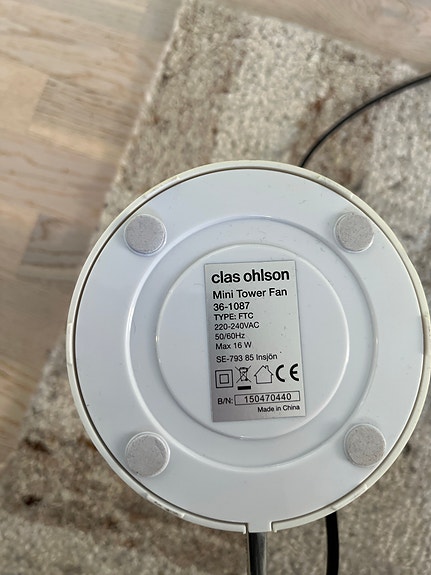 clas ohlson
Mini Tower Fan
36-1087
TYPE: FTC
220-240VAC
50/60Hz
Max 16 W
SE-793 85 Insjön
CE
B/N: 150470440
Made in China